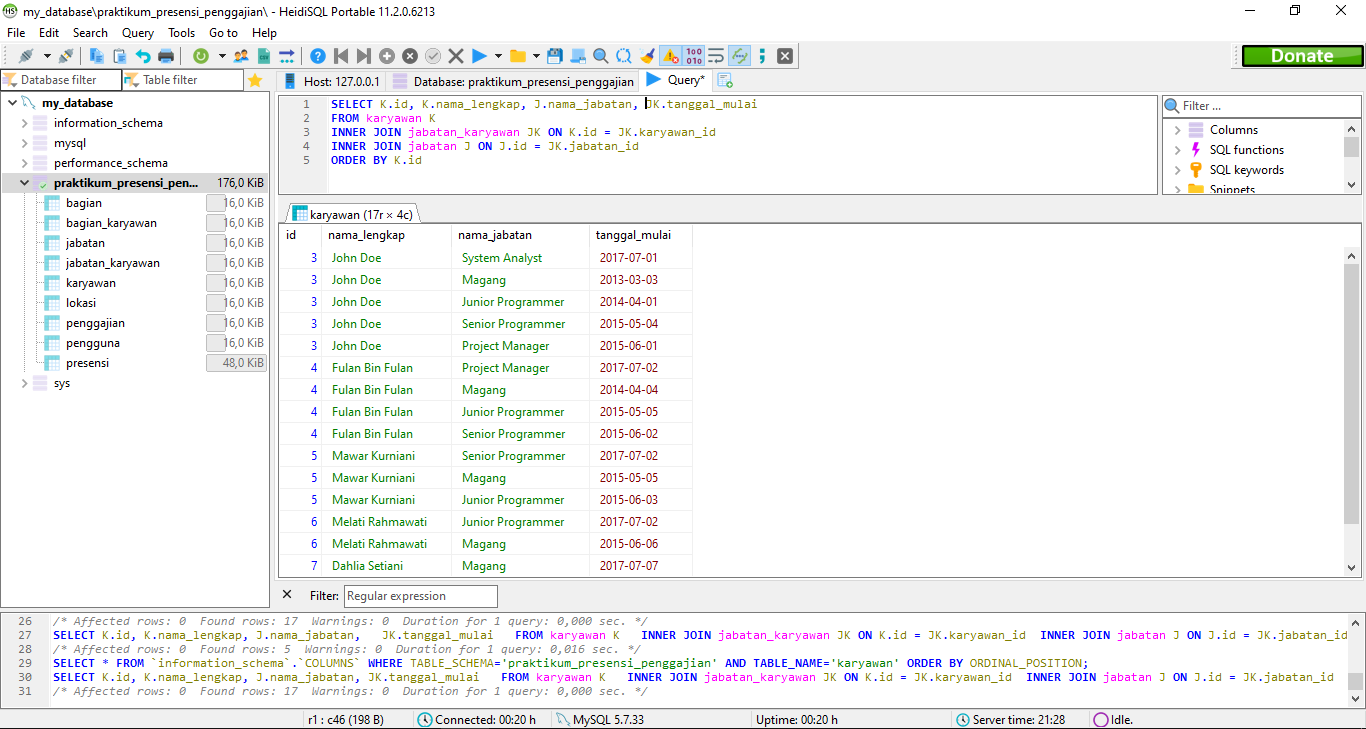 my_database\praktikum_presensi_penggajian\ - HeidiSQL Portable 11.2.0.6213
File Edit Search Query Tools Go to Help
Donate
Database filter Table filter
Host: 127.0.0.1 Database: praktikum_presensi_penggajian Query*
my_database
information_schema
mysql
performance_schema
praktikum_presensi_pen... 176,0 KiB
bagian 16,0 KiB
bagian_karyawan 16,0 KiB
jabatan 16,0 KiB
jabatan_karyawan 16,0 KiB
karyawan 16,0 KiB
lokasi 16,0 KiB
penggajian 16,0 KiB
pengguna 16,0 KiB
presensi 48,0 KiB
sys
1 SELECT K.id, K.nama_lengkap, J.nama_jabatan, JK.tanggal_mulai
2 FROM karyawan K
3 INNER JOIN jabatan_karyawan JK ON K.id = JK.karyawan_id
4 INNER JOIN jabatan J ON J.id = JK.jabatan_id
5 ORDER BY K.id
Filter ...
Columns
SQL functions
SQL keywords
Snippets
karyawan (17r × 4c)
id nama_lengkap nama_jabatan tanggal_mulai
3 John Doe System Analyst 2017-07-01
3 John Doe Magang 2013-03-03
3 John Doe Junior Programmer 2014-04-01
3 John Doe Senior Programmer 2015-05-04
3 John Doe Project Manager 2015-06-01
4 Fulan Bin Fulan Project Manager 2017-07-02
4 Fulan Bin Fulan Magang 2014-04-04
4 Fulan Bin Fulan Junior Programmer 2015-05-05
4 Fulan Bin Fulan Senior Programmer 2015-06-02
5 Mawar Kurniani Senior Programmer 2017-07-02
5 Mawar Kurniani Magang 2015-05-05
5 Mawar Kurniani Junior Programmer 2015-06-03
6 Melati Rahmawati Junior Programmer 2017-07-02
6 Melati Rahmawati Magang 2015-06-06
7 Dahlia Setiani Magang 2017-07-07
Filter: Regular expression
26 /* Affected rows: 0 Found rows: 17 Warnings: 0 Duration for 1 query: 0,000 sec. */
27 SELECT K.id, K.nama_lengkap, J.nama_jabatan, JK.tanggal_mulai FROM karyawan K INNER JOIN jabatan_karyawan JK ON K.id = JK.karyawan_id INNER JOIN jabatan J ON J.id = JK.jabatan_id
28 /* Affected rows: 0 Found rows: 5 Warnings: 0 Duration for 1 query: 0,016 sec. */
29 SELECT * FROM `information_schema`.`COLUMNS` WHERE TABLE_SCHEMA='praktikum_presensi_penggajian' AND TABLE_NAME='karyawan' ORDER BY ORDINAL_POSITION;
30 SELECT K.id, K.nama_lengkap, J.nama_jabatan, JK.tanggal_mulai FROM karyawan K INNER JOIN jabatan_karyawan JK ON K.id = JK.karyawan_id INNER JOIN jabatan J ON J.id = JK.jabatan_id
31 /* Affected rows: 0 Found rows: 17 Warnings: 0 Duration for 1 query: 0,000 sec. */
r1 : c46 (198 B) Connected: 00:20 h MySQL 5.7.33 Uptime: 00:20 h Server time: 21:28 Idle.